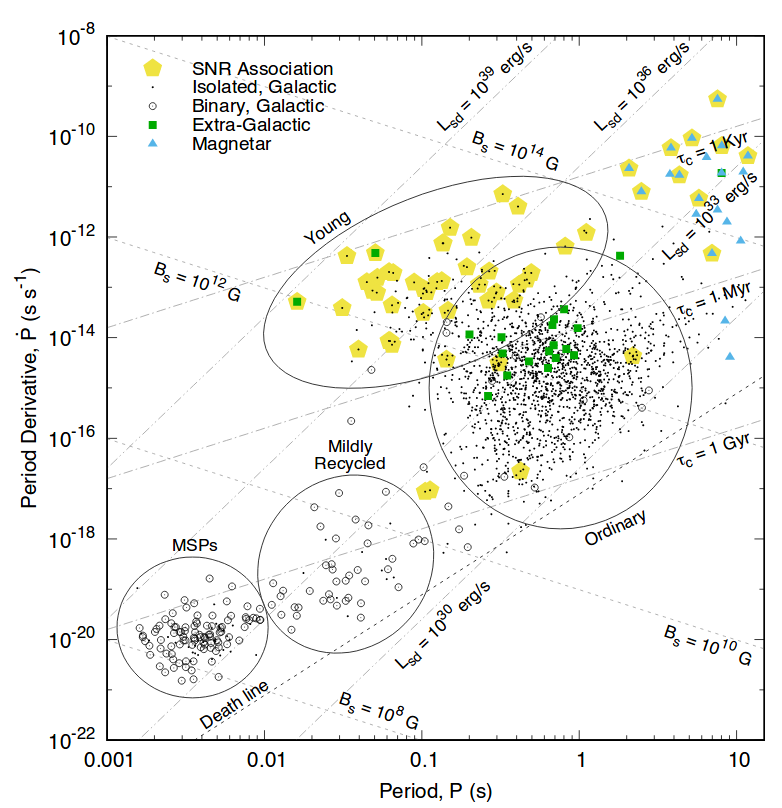 10⁻⁸
10⁻¹⁰
10⁻¹²
10⁻¹⁴
10⁻¹⁶
10⁻¹⁸
10⁻²⁰
10⁻²²
Period Derivative, Ṗ (s s⁻¹)
SNR Association
Isolated, Galactic
Binary, Galactic
Extra-Galactic
Magnetar
L_sd = 10³⁹ erg/s
L_sd = 10³⁶ erg/s
B_s = 10¹⁴ G
τ_c = 1 Kyr
L_sd = 10³³ erg/s
Young
B_s = 10¹² G
τ_c = 1 Myr
Mildly
Recycled
τ_c = 1 Gyr
Ordinary
MSPs
L_sd = 10³⁰ erg/s
B_s = 10¹⁰ G
Death line
B_s = 10⁸ G
0.001
0.01
0.1
1
10
Period, P (s)